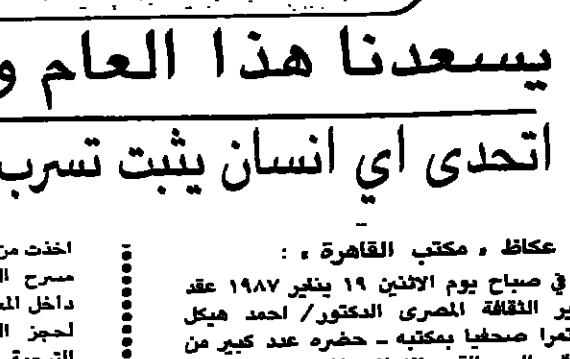 يسعدنا هذا العام و
اتحدى اي انسان يثبت تسرب
عكاظ « مكتب القاهرة » :
في صباح يوم الاثنين ١٩ يناير ١٩٨٧ عقد
ير الثقافة المصرى الدكتور / احمد هيكل
تمرا صحفيا بمكتبه ــ حضره عدد كبير من
اخذت من
مسرح ال
داخل المع
لحجز ال